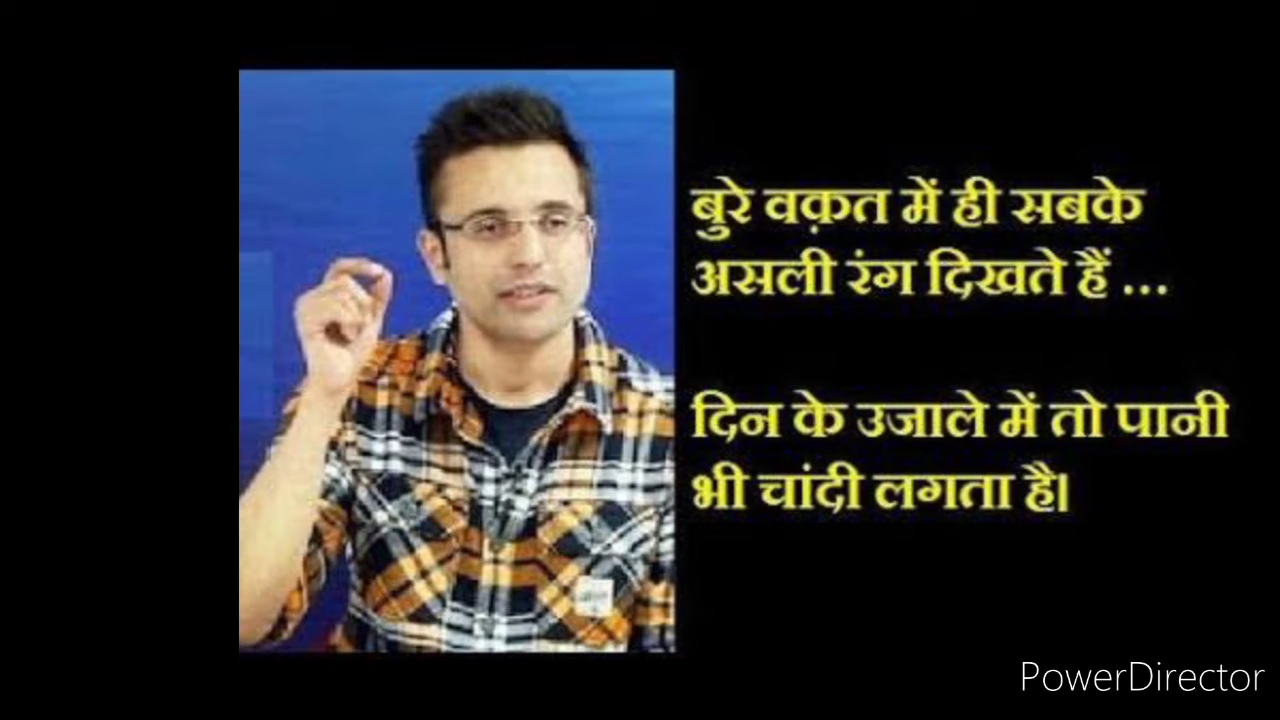 बुरे वक़्त में ही सबके
असली रंग दिखते हैं ...
दिन के उजाले में तो पानी
भी चांदी लगता है।
PowerDirector